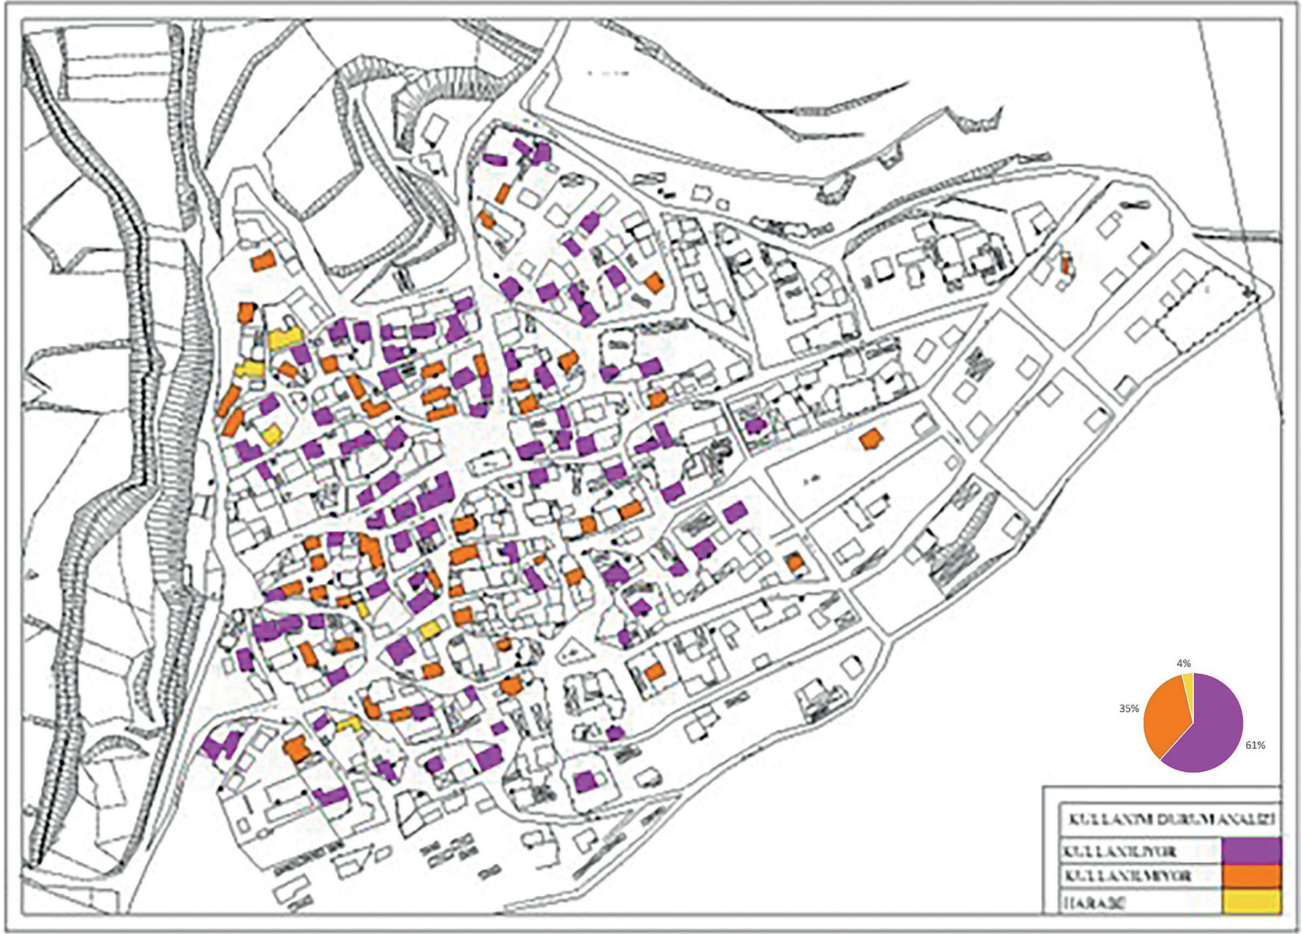 4%
35%
61%
KULLANIM DURUM ANALİZİ
KULLANILIYOR
KULLANILMIYOR
HARABE